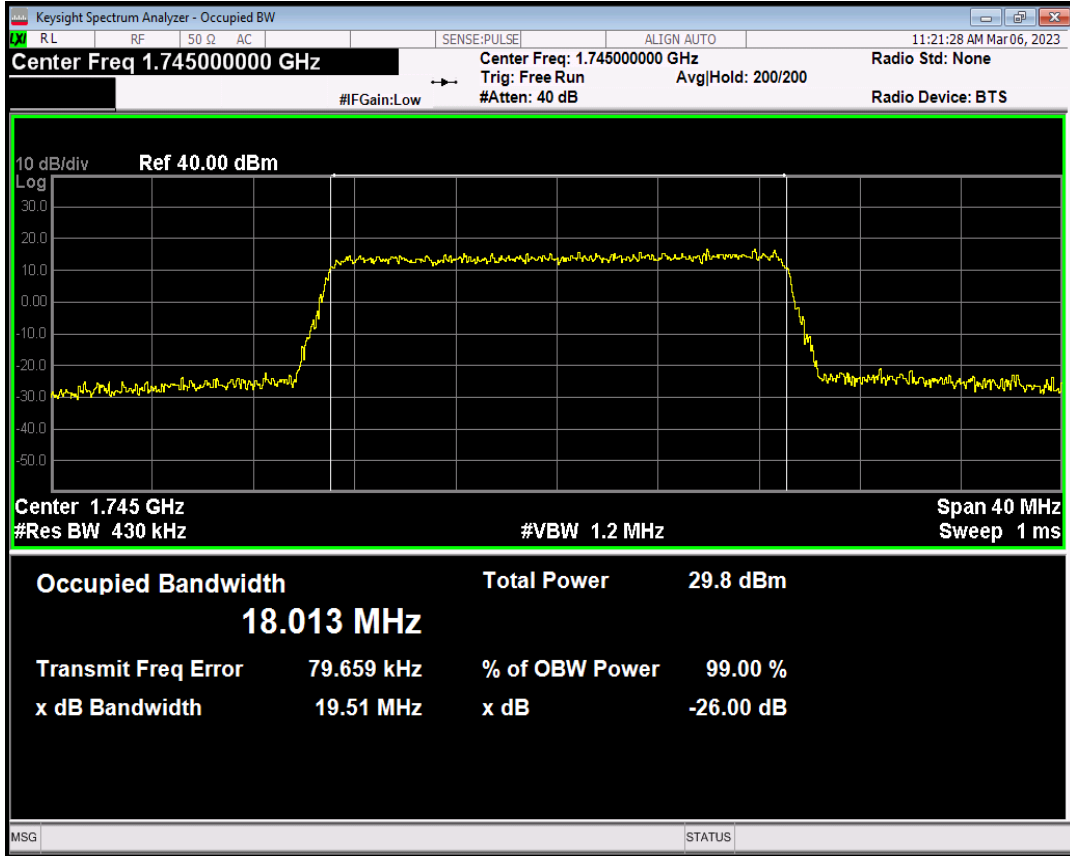 Keysight Spectrum Analyzer - Occupied BW
LXI RL RF 50 Ω AC SENSE:PULSE ALIGN AUTO 11:21:28 AM Mar 06, 2023
Center Freq 1.745000000 GHz Center Freq: 1.745000000 GHz Radio Std: None
Trig: Free Run Avg|Hold: 200/200
#IFGain:Low #Atten: 40 dB Radio Device: BTS
10 dB/div Ref 40.00 dBm
Log
30.0
20.0
10.0
0.00
-10.0
-20.0
-30.0
-40.0
-50.0
Center 1.745 GHz Span 40 MHz
#Res BW 430 kHz #VBW 1.2 MHz Sweep 1 ms
Occupied Bandwidth Total Power 29.8 dBm
18.013 MHz
Transmit Freq Error 79.659 kHz % of OBW Power 99.00 %
x dB Bandwidth 19.51 MHz x dB -26.00 dB
MSG STATUS